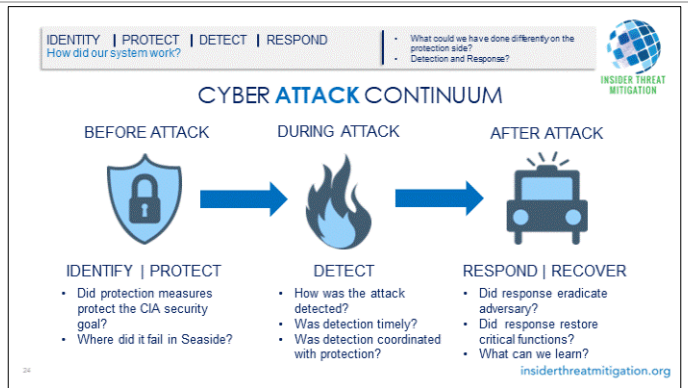 IDENTITY | PROTECT | DETECT | RESPOND
How did our system work?
• What could we have done differently on the
protection side?
• Detection and Response?
INSIDER THREAT
MITIGATION
CYBER ATTACK CONTINUUM
BEFORE ATTACK
DURING ATTACK
AFTER ATTACK
IDENTIFY | PROTECT
• Did protection measures
protect the CIA security
goal?
• Where did it fail in Seaside?
DETECT
• How was the attack
detected?
• Was detection timely?
• Was detection coordinated
with protection?
RESPOND | RECOVER
• Did response eradicate
adversary?
• Did response restore
critical functions?
• What can we learn?
24
insiderthreatmitigation.org